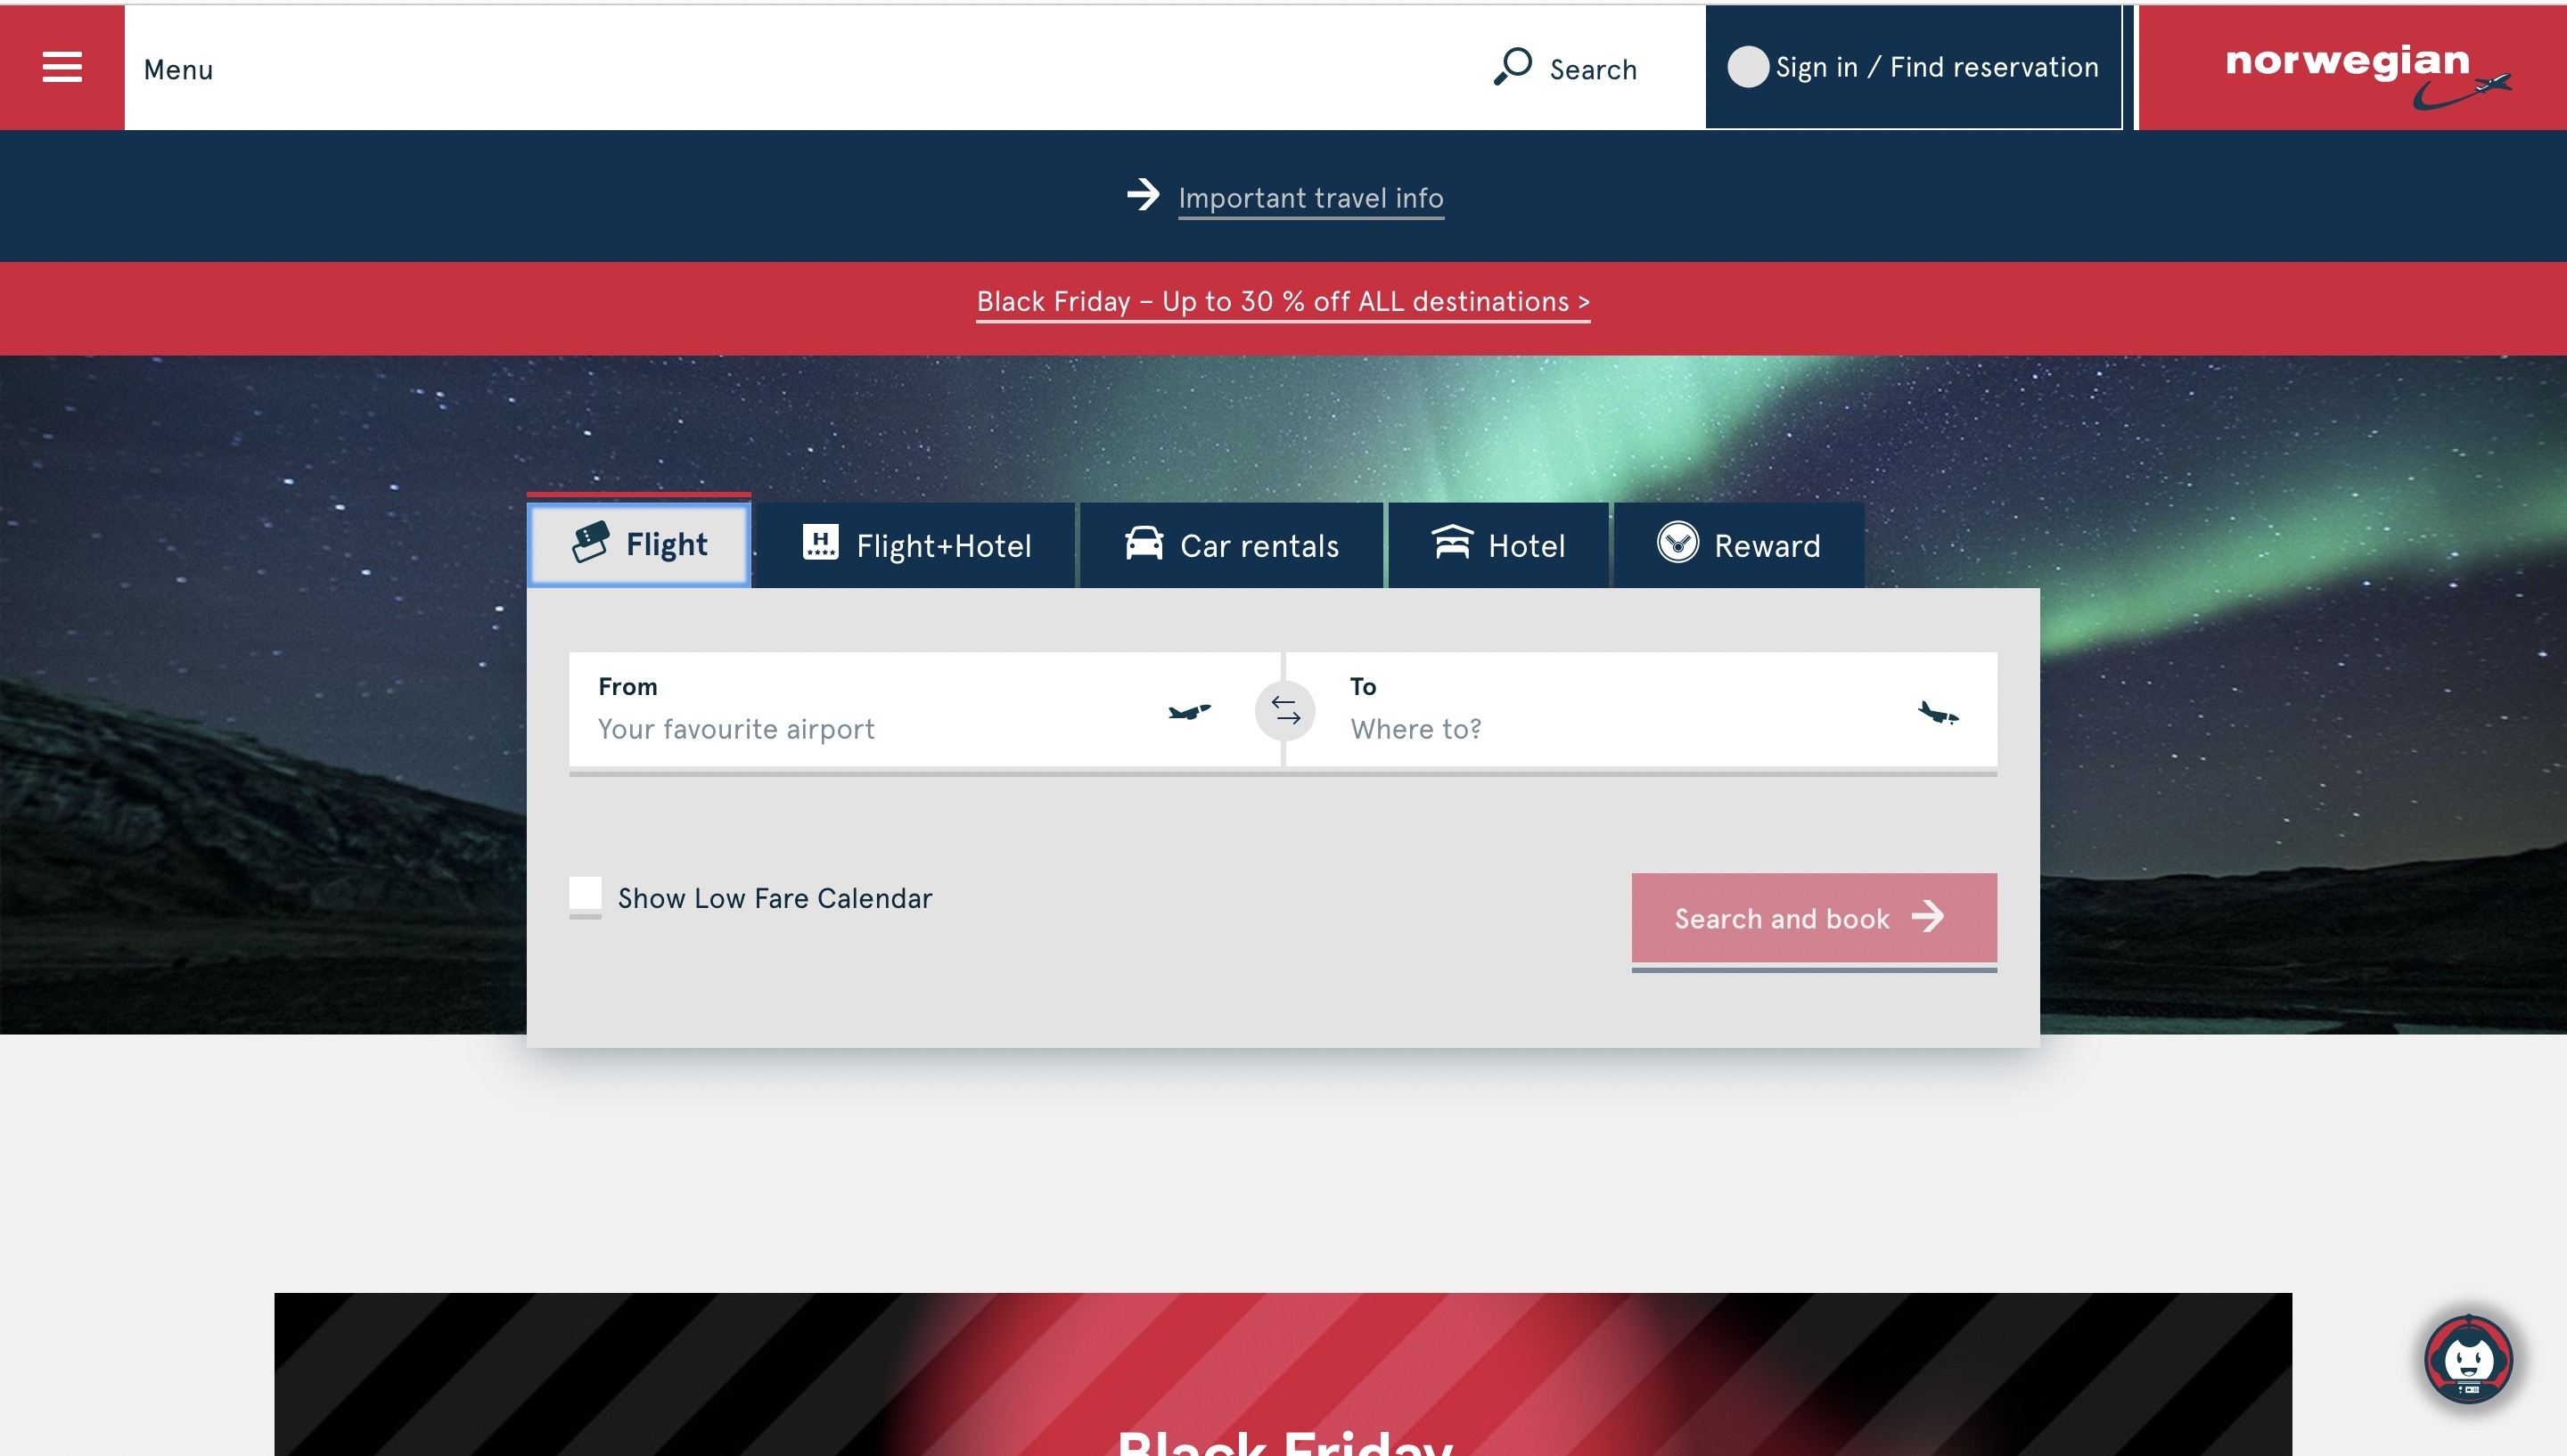 Menu
Search
Sign in / Find reservation
norwegian
Important travel info
Black Friday – Up to 30 % off ALL destinations >
Flight
H
Flight+Hotel
Car rentals
Hotel
Reward
From
Your favourite airport
To
Where to?
Show Low Fare Calendar
Search and book
Black Friday